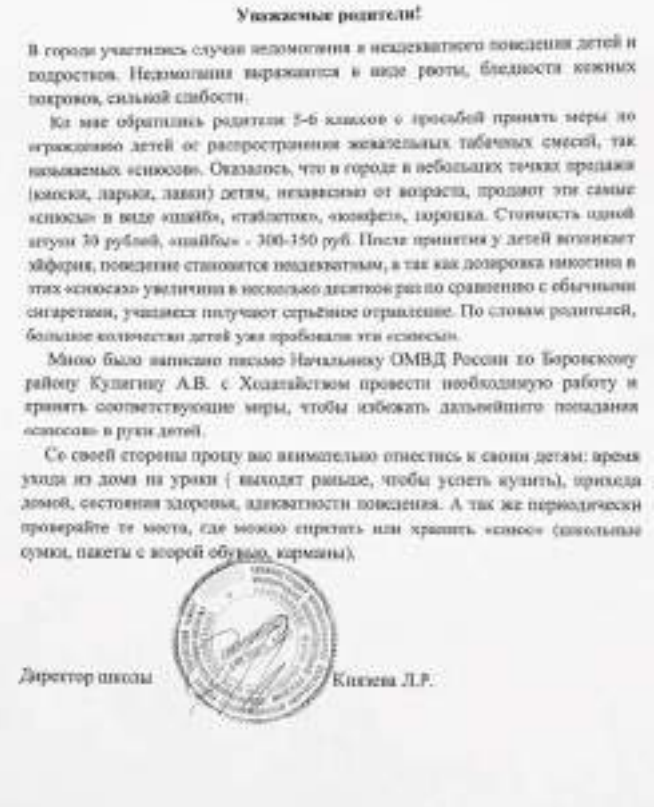 Уважаемые родители!
В городе участились случаи недомогания и неадекватного поведения детей и
подростков. Недомогания выражаются в виде рвоты, бледности кожных
покровов, сильной слабости.
Ко мне обратились родители 5-6 классов с просьбой принять меры по
ограждению детей от распространения жевательных табачных смесей, так
называемых «снюсов». Оказалось, что в городе в небольших точках продажи
(киоски, ларьки, лавки) детям, независимо от возраста, продают эти самые
«снюсы» в виде «шайб», «таблеток», «конфет», порошка. Стоимость одной
штуки 30 рублей, «шайбы» - 300-350 руб. После принятия у детей возникает
эйфория, поведение становится неадекватным, а так как дозировка никотина в
этих «снюсах» увеличина в несколько десятков раз по сравнению с обычными
сигаретами, учащиеся получают серьёзное отравление. По словам родителей,
большое количество детей уже пробовали эти «снюсы».
Мною было написано письмо Начальнику ОМВД России по Боровскому
району Кулигину А.В. с Ходатайством провести необходимую работу и
принять соответствующие меры, чтобы избежать дальнейшего попадания
«снюсов» в руки детей.
Со своей стороны прошу вас внимательно отнестись к своим детям: время
ухода из дома на уроки ( выходят раньше, чтобы успеть купить), прихода
домой, состояния здоровья, адекватности поведения. А так же периодически
проверяйте те места, где можно спрятать или хранить «снюс» (школьные
сумки, пакеты с второй обувью, карманы).
Директор школы Князева Л.Р.